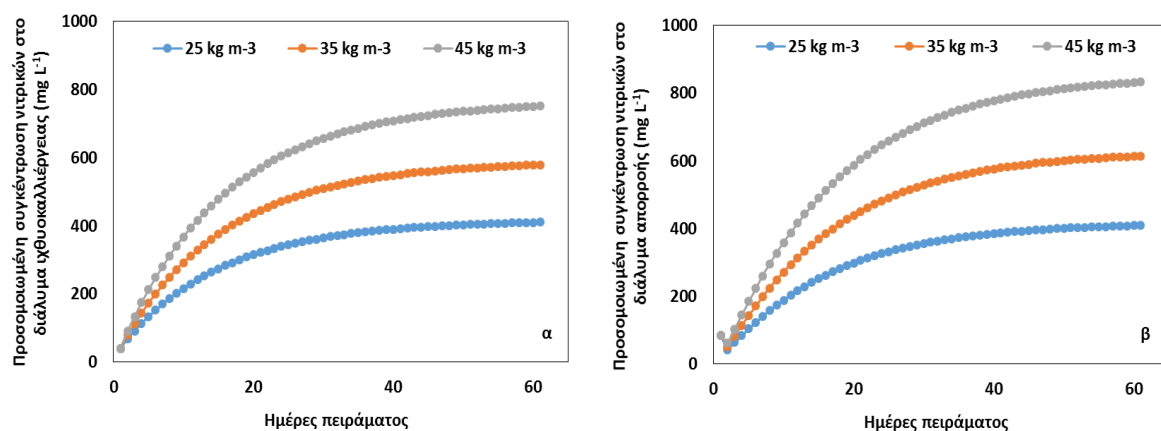 Προσομοιωμένη συγκέντρωση νιτρικών στο
διάλυμα ιχθυοκαλιέργειας (mg L-1)
1000
800
600
400
200
0
25 kg m-3 35 kg m-3 45 kg m-3
α
0 20 40 60
Ημέρες πειράματος
Προσομοιωμένη συγκέντρωση νιτρικών στο
διάλυμα απορροής (mg L-1)
1000
800
600
400
200
0
25 kg m-3 35 kg m-3 45 kg m-3
β
0 20 40 60
Ημέρες πειράματος